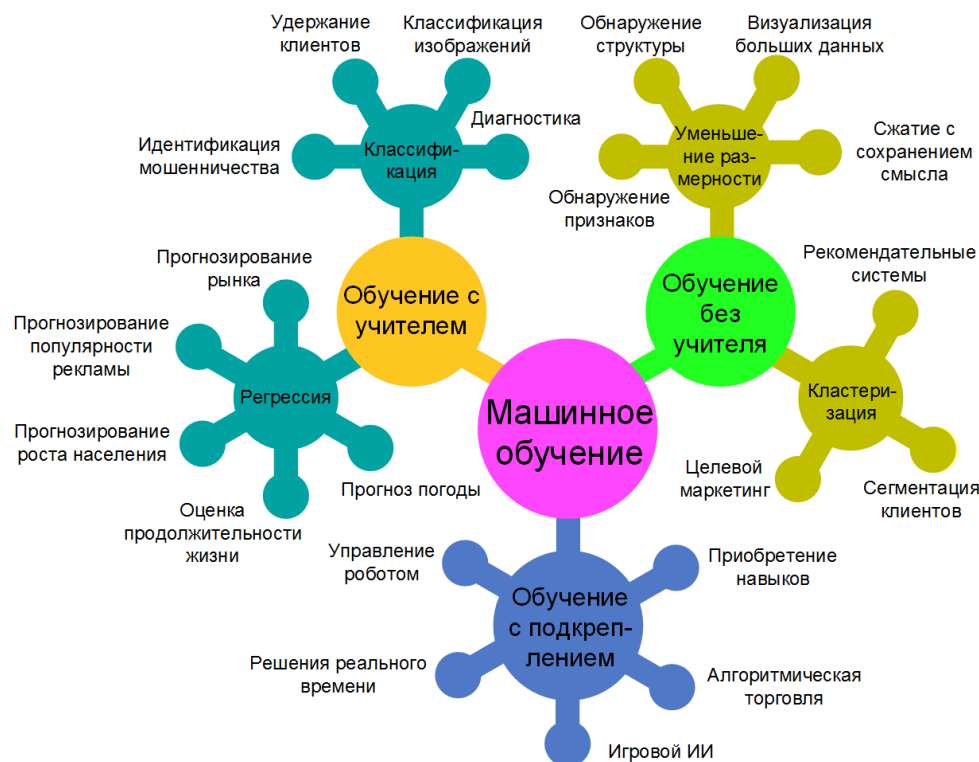 Удержание
клиентов
Классификация
изображений
Идентификация
мошенничества
Диагностика
Классифи-
кация
Обнаружение
структуры
Визуализация
больших данных
Уменьше-
ние раз-
мерности
Сжатие с
сохранением
смысла
Обнаружение
признаков
Обучение с
учителем
Обучение
без
учителя
Прогнозирование
рынка
Прогнозирование
популярности
рекламы
Регрессия
Прогнозирование
роста населения
Оценка
продолжительности
жизни
Прогноз погоды
Рекомендательные
системы
Кластери-
зация
Целевой
маркетинг
Сегментация
клиентов
Машинное
обучение
Управление
роботом
Приобретение
навыков
Обучение
с подкреп-
лением
Решения реального
времени
Алгоритмическая
торговля
Игровой ИИ